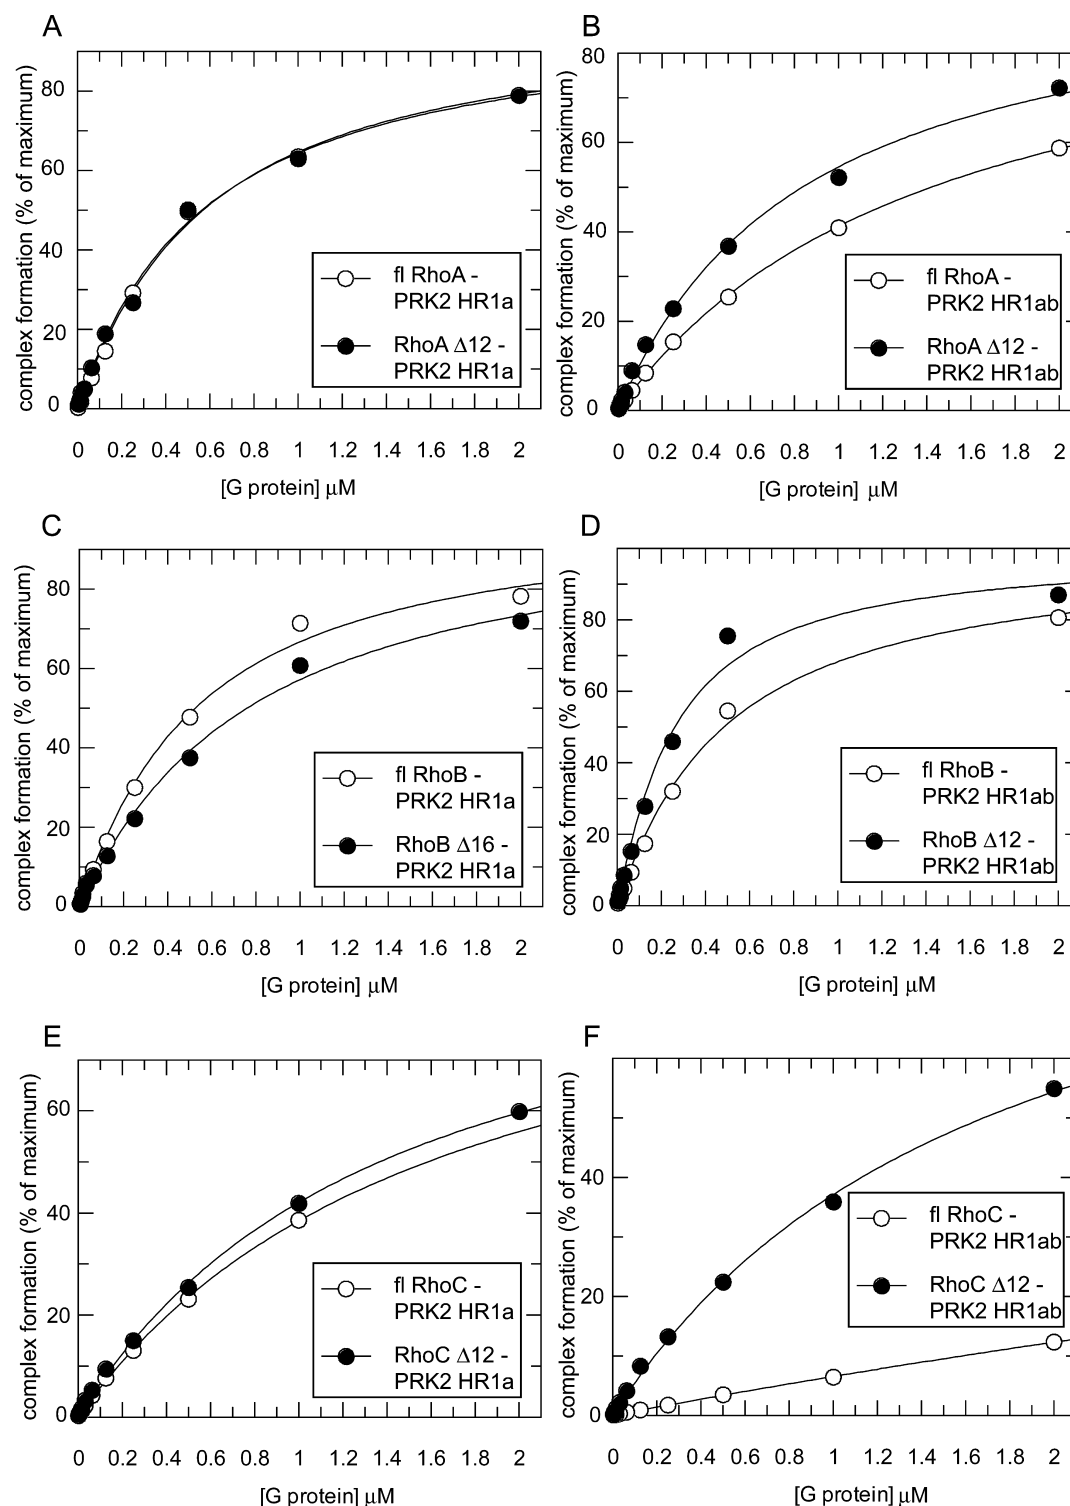 A
complex formation (% of maximum)
80
60
40
20
0
fl RhoA -
PRK2 HR1a
RhoA Δ12 -
PRK2 HR1a
0 0.2 0.4 0.6 0.8 1 1.2 1.4 1.6 1.8 2
[G protein] μM
B
complex formation (% of maximum)
80
60
40
20
0
fl RhoA -
PRK2 HR1ab
RhoA Δ12 -
PRK2 HR1ab
0 0.2 0.4 0.6 0.8 1 1.2 1.4 1.6 1.8 2
[G protein] μM
C
complex formation (% of maximum)
80
60
40
20
0
fl RhoB -
PRK2 HR1a
RhoB Δ16 -
PRK2 HR1a
0 0.2 0.4 0.6 0.8 1 1.2 1.4 1.6 1.8 2
[G protein] μM
D
complex formation (% of maximum)
80
60
40
20
0
fl RhoB -
PRK2 HR1ab
RhoB Δ12 -
PRK2 HR1ab
0 0.2 0.4 0.6 0.8 1 1.2 1.4 1.6 1.8 2
[G protein] μM
E
complex formation (% of maximum)
60
40
20
0
fl RhoC -
PRK2 HR1a
RhoC Δ12 -
PRK2 HR1a
0 0.2 0.4 0.6 0.8 1 1.2 1.4 1.6 1.8 2
[G protein] μM
F
complex formation (% of maximum)
40
20
0
fl RhoC -
PRK2 HR1ab
RhoC Δ12 -
PRK2 HR1ab
0 0.2 0.4 0.6 0.8 1 1.2 1.4 1.6 1.8 2
[G protein] μM